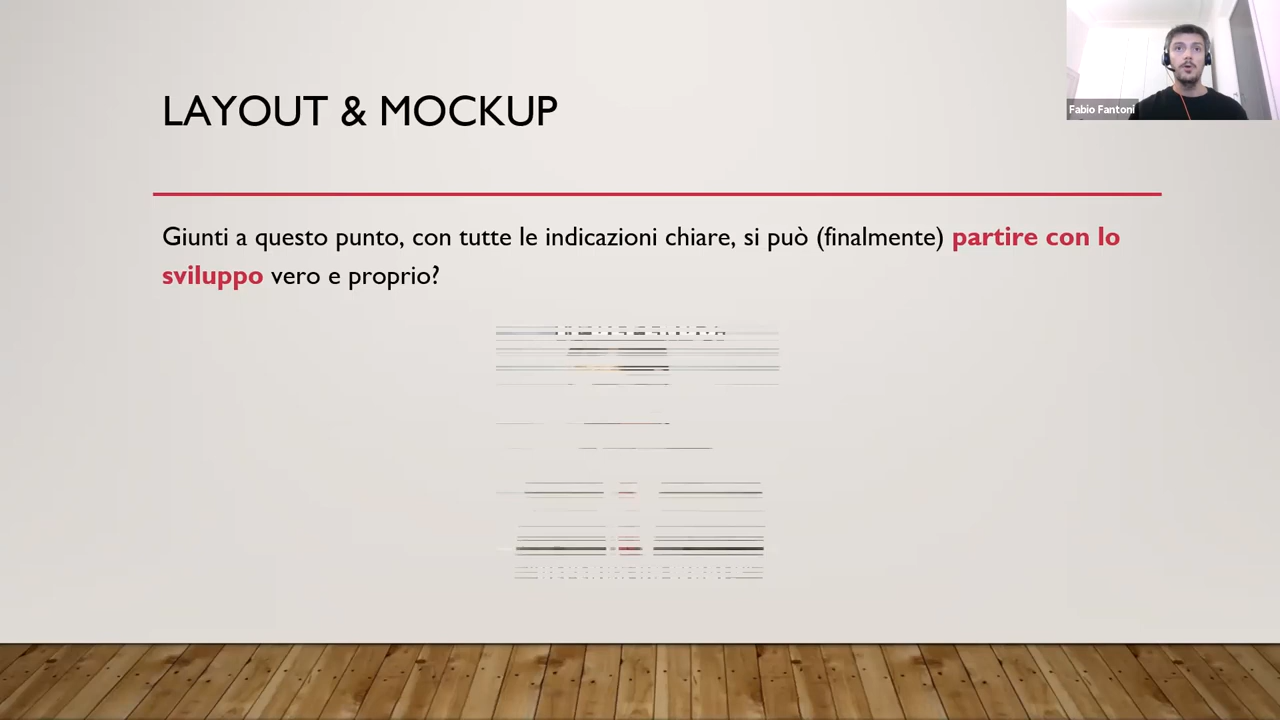 LAYOUT & MOCKUP
Fabio Fantoni
Giunti a questo punto, con tutte le indicazioni chiare, si può (finalmente) partire con lo
sviluppo vero e proprio?